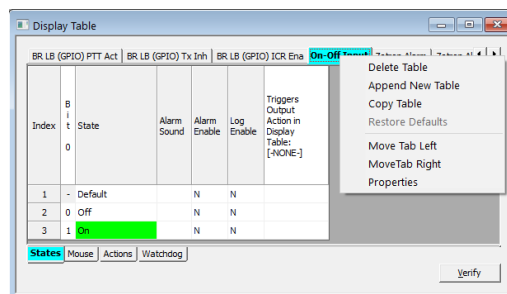 Display Table
BR LB (GPIO) PTT Act BR LB (GPIO) Tx Inh BR LB (GPIO) ICR Ena On-Off Input Zetron Alarm
Delete Table
Append New Table
Copy Table
Restore Defaults
Move Tab Left
MoveTab Right
Properties
Index
B
i
t
0
State
Alarm
Sound
Alarm
Enable
Log
Enable
Triggers
Output
Action in
Display
Table:
[-NONE-]
1 - Default N N
2 0 Off N N
3 1 On N N
States Mouse Actions Watchdog
Verify